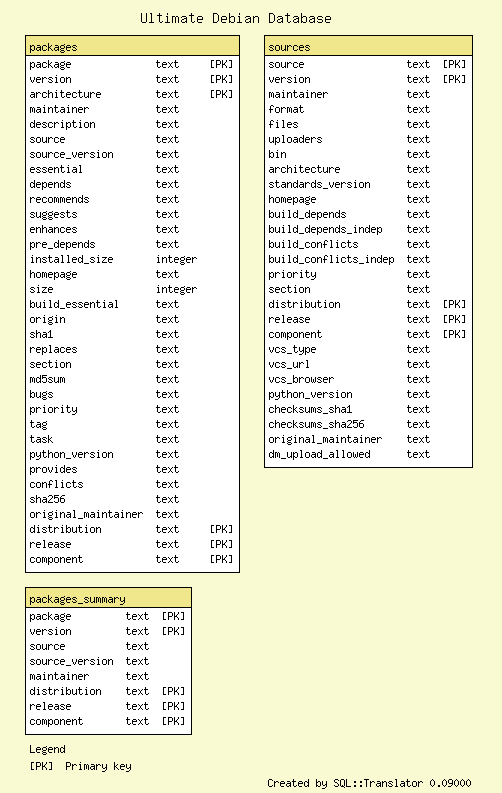 Ultimate Debian Database
packages
package text [PK]
version text [PK]
architecture text [PK]
maintainer text
description text
source text
source_version text
essential text
depends text
recommends text
suggests text
enhances text
pre_depends text
installed_size integer
homepage text
size integer
build_essential text
origin text
sha1 text
replaces text
section text
md5sum text
bugs text
priority text
tag text
task text
python_version text
provides text
conflicts text
sha256 text
original_maintainer text
distribution text [PK]
release text [PK]
component text [PK]
sources
source text [PK]
version text [PK]
maintainer text
format text
files text
uploaders text
bin text
architecture text
standards_version text
homepage text
build_depends text
build_depends_indep text
build_conflicts text
build_conflicts_indep text
priority text
section text
distribution text [PK]
release text [PK]
component text [PK]
vcs_type text
vcs_url text
vcs_browser text
python_version text
checksums_sha1 text
checksums_sha256 text
original_maintainer text
dm_upload_allowed text
packages_summary
package text [PK]
version text [PK]
source text
source_version text
maintainer text
distribution text [PK]
release text [PK]
component text [PK]
Legend
[PK] Primary key
Created by SQL::Translator 0.09000